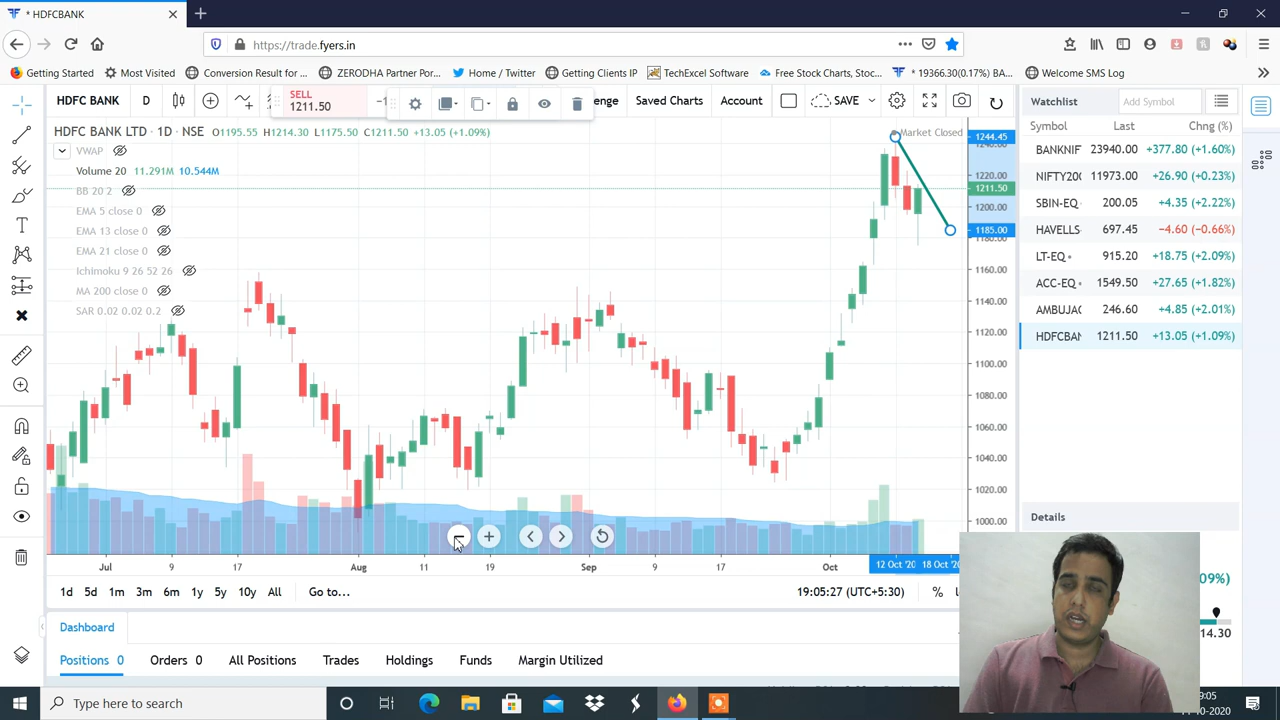 * HDFCBANK
https://trade.fyers.in
Getting Started Most Visited Conversion Result for ... ZERODHA Partner Por... Home / Twitter Getting Clients IP TechExcel Software Free Stock Charts, Stoc... * 19366.30(0.17%) BA... Welcome SMS Log
HDFC BANK D SELL 1211.50 Saved Charts Account SAVE
HDFC BANK LTD · 1D · NSE O1195.55 H1214.30 L1175.50 C1211.50 +13.05 (+1.09%) Market Closed
VWAP
Volume 20 11.291M 10.544M
BB 20 2
EMA 5 close 0
EMA 13 close 0
EMA 21 close 0
Ichimoku 9 26 52 26
MA 200 close 0
SAR 0.02 0.02 0.2
1244.45
1220.00
1211.50
1200.00
1185.00
1160.00
1140.00
1120.00
1100.00
1080.00
1060.00
1040.00
1020.00
1000.00
Jul 9 17 Aug 11 19 Sep 9 17 Oct 12 Oct '20 18 Oct '20
1d 5d 1m 3m 6m 1y 5y 10y All Go to... 19:05:27 (UTC+5:30) %
Dashboard
Positions 0 Orders 0 All Positions Trades Holdings Funds Margin Utilized
Watchlist Add Symbol
Symbol Last Chng (%)
BANKNIF 23940.00 +377.80 (+1.60%)
NIFTY20 11973.00 +26.90 (+0.23%)
SBIN-EQ 200.05 +4.35 (+2.22%)
HAVELLS 697.45 −4.60 (−0.66%)
LT-EQ 915.20 +18.75 (+2.09%)
ACC-EQ 1549.50 +27.65 (+1.82%)
AMBUJA 246.60 +4.85 (+2.01%)
HDFCBAN 1211.50 +13.05 (+1.09%)
Details
09%)
14.30
Type here to search